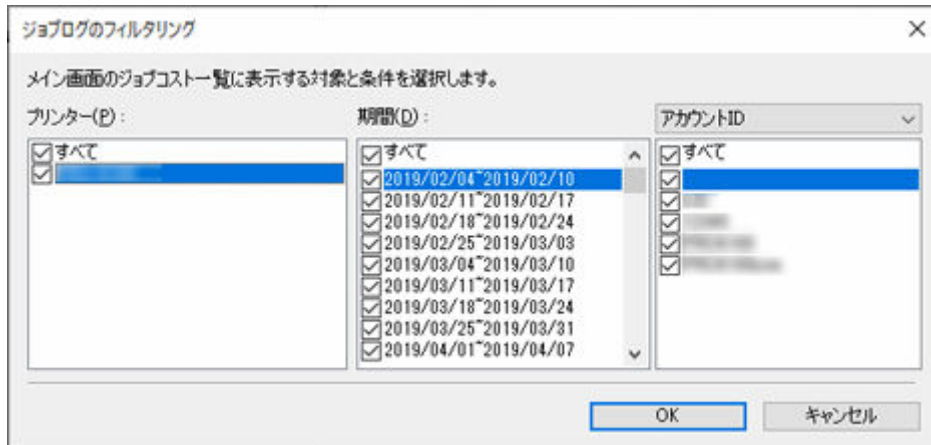 ジョブログのフィルタリング
メイン画面のジョブコスト一覧に表示する対象と条件を選択します。
プリンター(P):
すべて
期間(D):
すべて
2019/02/04~2019/02/10
2019/02/11~2019/02/17
2019/02/18~2019/02/24
2019/02/25~2019/03/03
2019/03/04~2019/03/10
2019/03/11~2019/03/17
2019/03/18~2019/03/24
2019/03/25~2019/03/31
2019/04/01~2019/04/07
アカウントID
すべて
OK
キャンセル